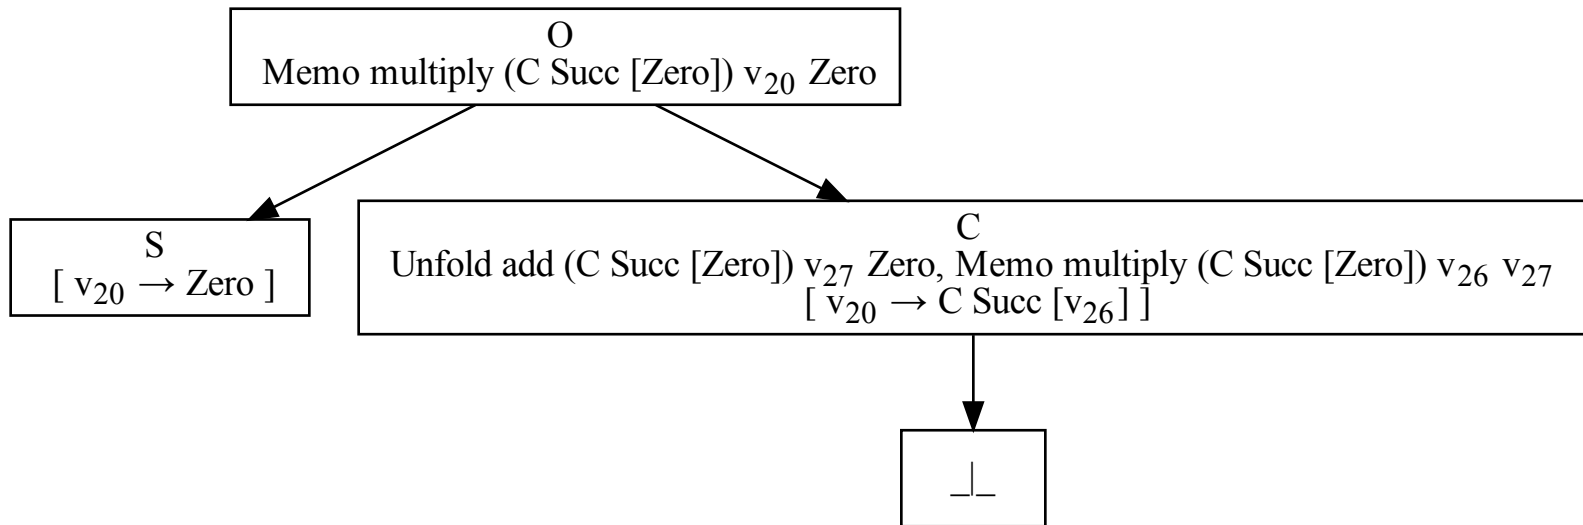 O
Memo multiply (C Succ [Zero]) v₂₀ Zero
S
[ v₂₀ → Zero ]
C
Unfold add (C Succ [Zero]) v₂₇ Zero, Memo multiply (C Succ [Zero]) v₂₆ v₂₇
[ v₂₀ → C Succ [v₂₆] ]
_|_